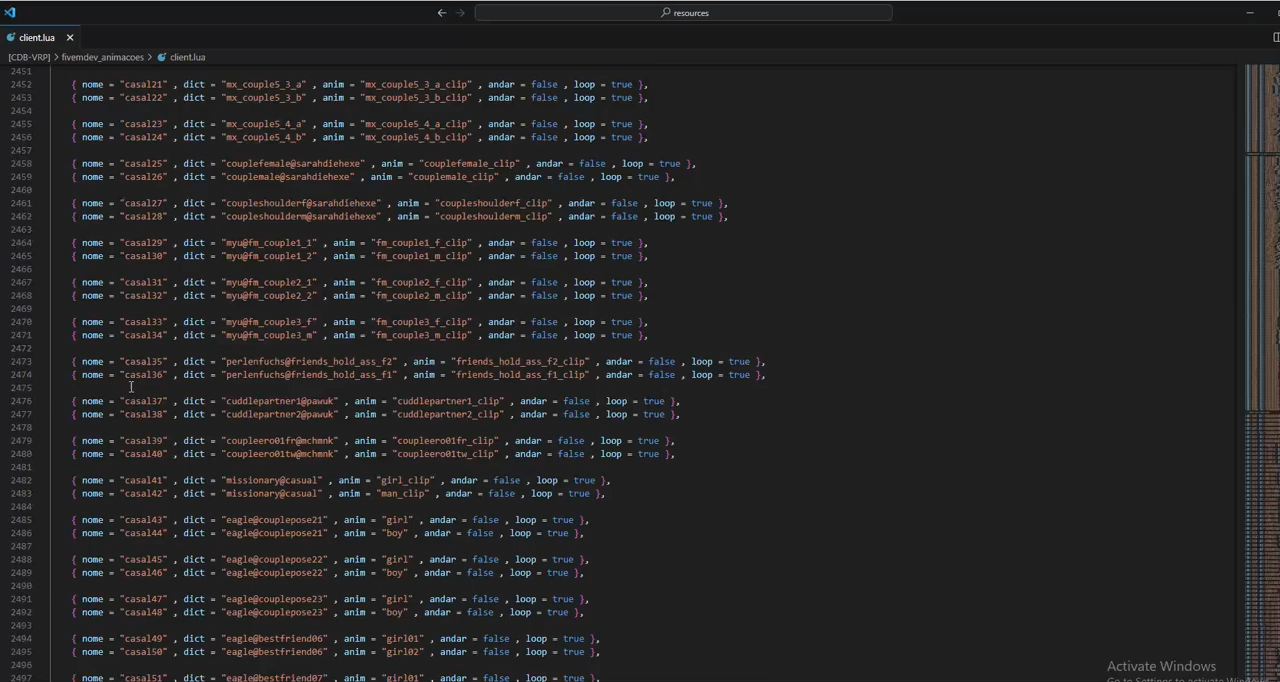 resources
client.lua
[CDB-VRP] > fivemdev_animacoes > client.lua
2451
2452 { nome = "casal21" , dict = "mx_couple5_3_a" , anim = "mx_couple5_3_a_clip" , andar = false , loop = true },
2453 { nome = "casal22" , dict = "mx_couple5_3_b" , anim = "mx_couple5_3_b_clip" , andar = false , loop = true },
2454
2455 { nome = "casal23" , dict = "mx_couple5_4_a" , anim = "mx_couple5_4_a_clip" , andar = false , loop = true },
2456 { nome = "casal24" , dict = "mx_couple5_4_b" , anim = "mx_couple5_4_b_clip" , andar = false , loop = true },
2457
2458 { nome = "casal25" , dict = "couplefemale@sarahdiehexe" , anim = "couplefemale_clip" , andar = false , loop = true },
2459 { nome = "casal26" , dict = "couplemale@sarahdiehexe" , anim = "couplemale_clip" , andar = false , loop = true },
2460
2461 { nome = "casal27" , dict = "coupleshoulderf@sarahdiehexe" , anim = "coupleshoulderf_clip" , andar = false , loop = true },
2462 { nome = "casal28" , dict = "coupleshoulderm@sarahdiehexe" , anim = "coupleshoulderm_clip" , andar = false , loop = true },
2463
2464 { nome = "casal29" , dict = "myu@fm_couple1_1" , anim = "fm_couple1_f_clip" , andar = false , loop = true },
2465 { nome = "casal30" , dict = "myu@fm_couple1_2" , anim = "fm_couple1_m_clip" , andar = false , loop = true },
2466
2467 { nome = "casal31" , dict = "myu@fm_couple2_1" , anim = "fm_couple2_f_clip" , andar = false , loop = true },
2468 { nome = "casal32" , dict = "myu@fm_couple2_2" , anim = "fm_couple2_m_clip" , andar = false , loop = true },
2469
2470 { nome = "casal33" , dict = "myu@fm_couple3_f" , anim = "fm_couple3_f_clip" , andar = false , loop = true },
2471 { nome = "casal34" , dict = "myu@fm_couple3_m" , anim = "fm_couple3_m_clip" , andar = false , loop = true },
2472
2473 { nome = "casal35" , dict = "perlenfuchs@friends_hold_ass_f2" , anim = "friends_hold_ass_f2_clip" , andar = false , loop = true },
2474 { nome = "casal36" , dict = "perlenfuchs@friends_hold_ass_f1" , anim = "friends_hold_ass_f1_clip" , andar = false , loop = true },
2475
2476 { nome = "casal37" , dict = "cuddlepartner1@pawuk" , anim = "cuddlepartner1_clip" , andar = false , loop = true },
2477 { nome = "casal38" , dict = "cuddlepartner2@pawuk" , anim = "cuddlepartner2_clip" , andar = false , loop = true },
2478
2479 { nome = "casal39" , dict = "coupleero01fr@mchmnk" , anim = "coupleero01fr_clip" , andar = false , loop = true },
2480 { nome = "casal40" , dict = "coupleero01tw@mchmnk" , anim = "coupleero01tw_clip" , andar = false , loop = true },
2481
2482 { nome = "casal41" , dict = "missionary@casual" , anim = "girl_clip" , andar = false , loop = true },
2483 { nome = "casal42" , dict = "missionary@casual" , anim = "man_clip" , andar = false , loop = true },
2484
2485 { nome = "casal43" , dict = "eagle@couplepose21" , anim = "girl" , andar = false , loop = true },
2486 { nome = "casal44" , dict = "eagle@couplepose21" , anim = "boy" , andar = false , loop = true },
2487
2488 { nome = "casal45" , dict = "eagle@couplepose22" , anim = "girl" , andar = false , loop = true },
2489 { nome = "casal46" , dict = "eagle@couplepose22" , anim = "boy" , andar = false , loop = true },
2490
2491 { nome = "casal47" , dict = "eagle@couplepose23" , anim = "girl" , andar = false , loop = true },
2492 { nome = "casal48" , dict = "eagle@couplepose23" , anim = "boy" , andar = false , loop = true },
2493
2494 { nome = "casal49" , dict = "eagle@bestfriend06" , anim = "girl01" , andar = false , loop = true },
2495 { nome = "casal50" , dict = "eagle@bestfriend06" , anim = "girl02" , andar = false , loop = true },
2496
2497 { nome = "casal51" , dict = "eagle@bestfriend07" , anim = "girl01" , andar = false , loop = true },
Activate Windows
Go to Settings to activate